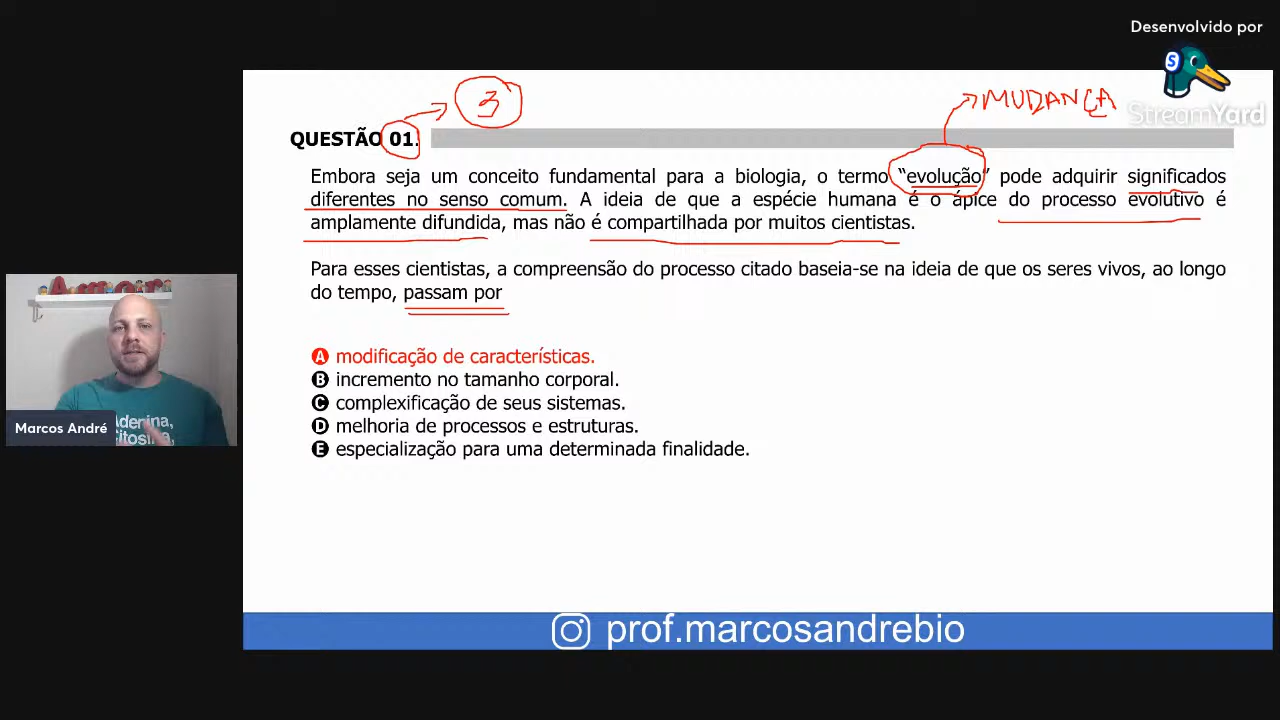 Desenvolvido por
StreamYard
3
MUDANÇA
QUESTÃO 01.
Embora seja um conceito fundamental para a biologia, o termo “evolução” pode adquirir significados
diferentes no senso comum. A ideia de que a espécie humana é o ápice do processo evolutivo é
amplamente difundida, mas não é compartilhada por muitos cientistas.
Para esses cientistas, a compreensão do processo citado baseia-se na ideia de que os seres vivos, ao longo
do tempo, passam por
A modificação de características.
B incremento no tamanho corporal.
C complexificação de seus sistemas.
D melhoria de processos e estruturas.
E especialização para uma determinada finalidade.
Amor
Adenina,
Citosina,
Marcos André
prof.marcosandrebio